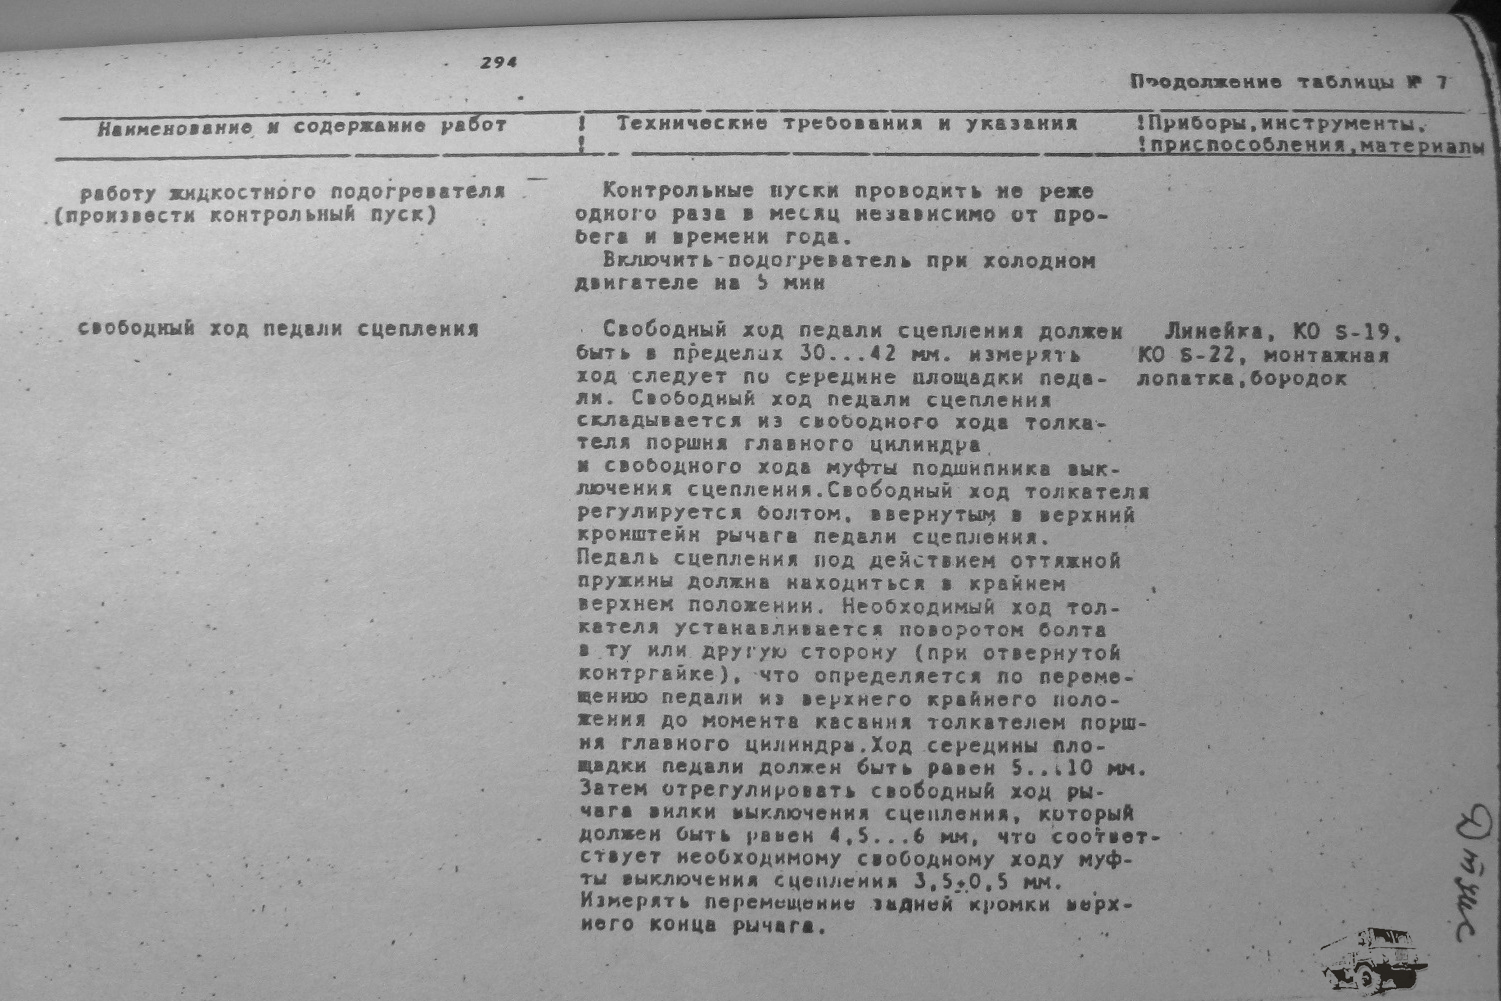 294
Продолжение таблицы № 7
Наименование и содержание работ ! Технические требования и указания !Приборы,инструменты,
! !приспособления,материалы
работу жидкостного подогревателя
(произвести контрольный пуск)
Контрольные пуски проводить не реже
одного раза в месяц независимо от про-
бега и времени года.
Включить подогреватель при холодном
двигателе на 5 мин
свободный ход педали сцепления
Свободный ход педали сцепления должен
быть в пределах 30...42 мм. измерять
ход следует по середине площадки педа-
ли. Свободный ход педали сцепления
складывается из свободного хода толка-
теля поршня главного цилиндра
и свободного хода муфты подшипника вык-
лючения сцепления.Свободный ход толкателя
регулируется болтом, ввернутым в верхний
кронштейн рычага педали сцепления.
Педаль сцепления под действием оттяжной
пружины должна находиться в крайнем
верхнем положении. Необходимый ход тол-
кателя устанавливается поворотом болта
в ту или другую сторону (при отвернутой
контргайке), что определяется по переме-
щению педали из верхнего крайнего поло-
жения до момента касания толкателем порш-
ня главного цилиндра.Ход середины пло-
щадки педали должен быть равен 5...10 мм.
Затем отрегулировать свободный ход ры-
чага вилки выключения сцепления, который
должен быть равен 4,5...6 мм, что соответ-
ствует необходимому свободному ходу муф-
ты выключения сцепления 3,5±0,5 мм.
Измерять перемещение задней кромки верх-
него конца рычага.
Линейка, КО S-19,
КО S-22, монтажная
лопатка,бородок